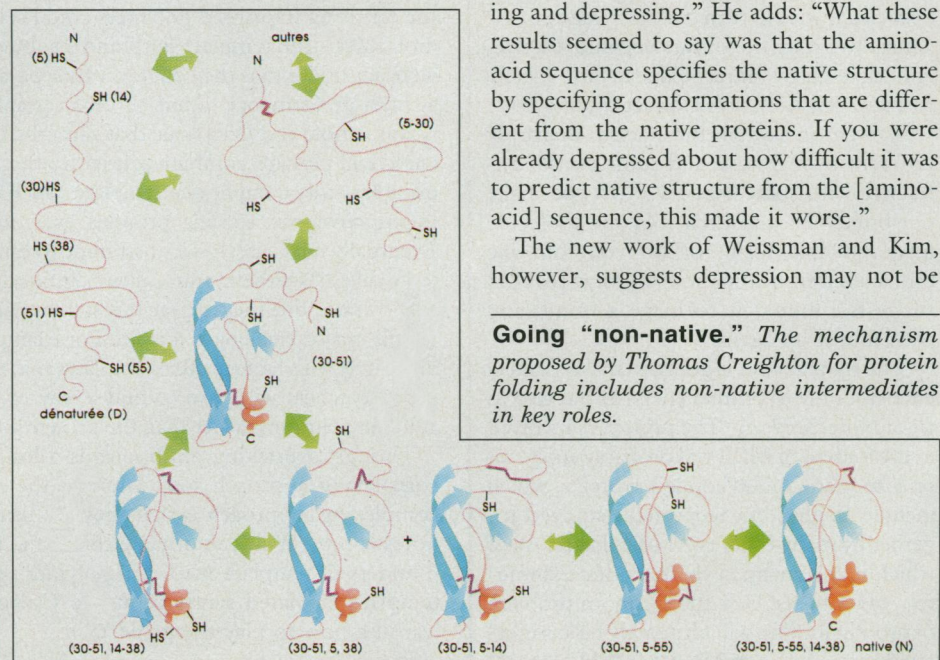 N
(5) HS
SH (14)
(30)HS
HS (38)
(51) HS
SH (55)
C
dénaturée (D)
autres
N
SH
(5-30)
HS
HS
SH
SH
SH
SH
N
(30-51)
SH
C
HS
SH
(30-51, 14-38)
SH
SH
(30-51, 5, 38)
+
SH
SH
(30-51, 5-14)
SH
SH
(30-51, 5-55)
C
(30-51, 5-55, 14-38) native (N)
ing and depressing.” He adds: “What these
results seemed to say was that the amino-
acid sequence specifies the native structure
by specifying conformations that are differ-
ent from the native proteins. If you were
already depressed about how difficult it was
to predict native structure from the [amino-
acid] sequence, this made it worse.”
The new work of Weissman and Kim,
however, suggests depression may not be
Going “non-native.” The mechanism
proposed by Thomas Creighton for protein
folding includes non-native intermediates
in key roles.